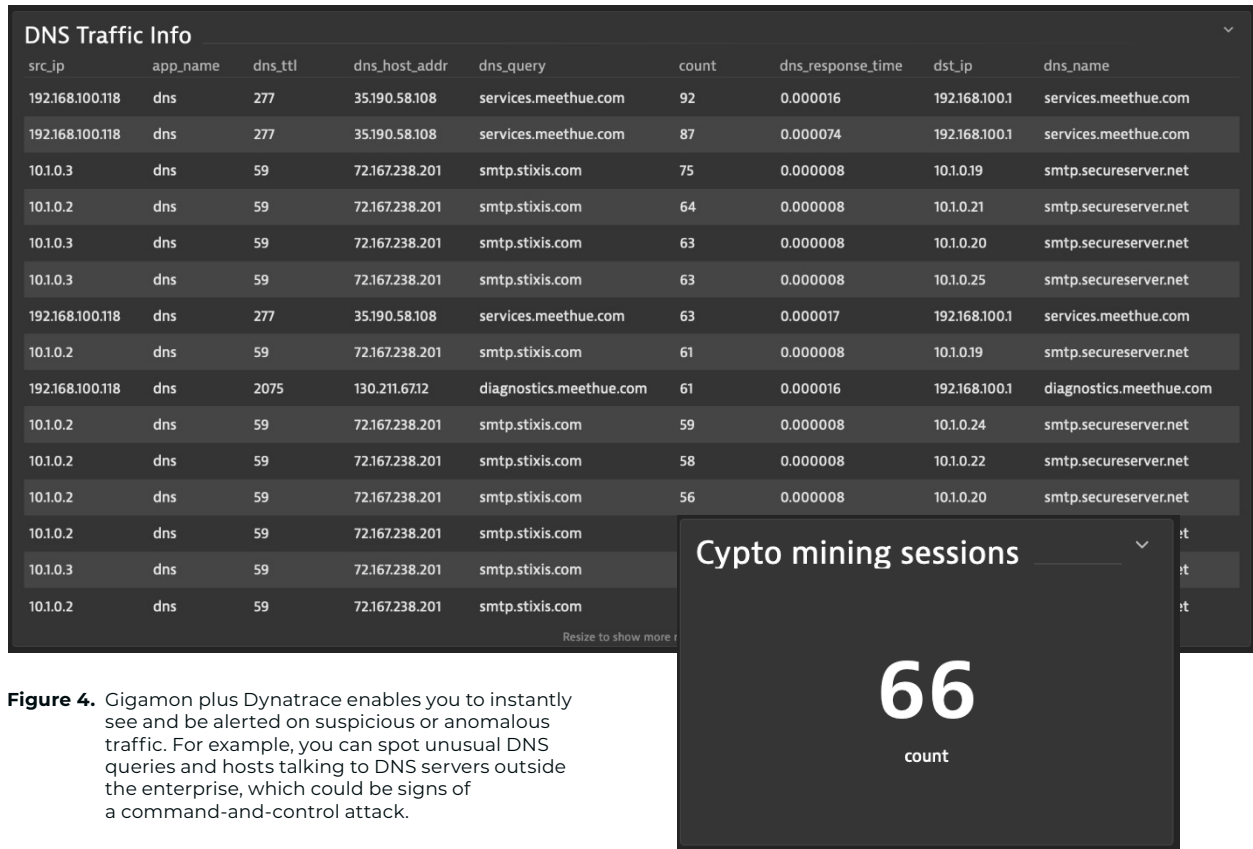 DNS Traffic Info
src_ip app_name dns_ttl dns_host_addr dns_query count dns_response_time dst_ip dns_name
192.168.100.118 dns 277 35.190.58.108 services.meethue.com 92 0.000016 192.168.100.1 services.meethue.com
192.168.100.118 dns 277 35.190.58.108 services.meethue.com 87 0.000074 192.168.100.1 services.meethue.com
10.1.0.3 dns 59 72.167.238.201 smtp.stixis.com 75 0.000008 10.1.0.19 smtp.secureserver.net
10.1.0.2 dns 59 72.167.238.201 smtp.stixis.com 64 0.000008 10.1.0.21 smtp.secureserver.net
10.1.0.3 dns 59 72.167.238.201 smtp.stixis.com 63 0.000008 10.1.0.20 smtp.secureserver.net
10.1.0.3 dns 59 72.167.238.201 smtp.stixis.com 63 0.000008 10.1.0.25 smtp.secureserver.net
192.168.100.118 dns 277 35.190.58.108 services.meethue.com 63 0.000017 192.168.100.1 services.meethue.com
10.1.0.2 dns 59 72.167.238.201 smtp.stixis.com 61 0.000008 10.1.0.19 smtp.secureserver.net
192.168.100.118 dns 2075 130.211.67.12 diagnostics.meethue.com 61 0.000016 192.168.100.1 diagnostics.meethue.com
10.1.0.2 dns 59 72.167.238.201 smtp.stixis.com 59 0.000008 10.1.0.24 smtp.secureserver.net
10.1.0.2 dns 59 72.167.238.201 smtp.stixis.com 58 0.000008 10.1.0.22 smtp.secureserver.net
10.1.0.2 dns 59 72.167.238.201 smtp.stixis.com 56 0.000008 10.1.0.20 smtp.secureserver.net
10.1.0.2 dns 59 72.167.238.201 smtp.stixis.com et
10.1.0.3 dns 59 72.167.238.201 smtp.stixis.com et
10.1.0.2 dns 59 72.167.238.201 smtp.stixis.com et
Resize to show more
Cypto mining sessions
66
count
Figure 4. Gigamon plus Dynatrace enables you to instantly
see and be alerted on suspicious or anomalous
traffic. For example, you can spot unusual DNS
queries and hosts talking to DNS servers outside
the enterprise, which could be signs of
a command-and-control attack.